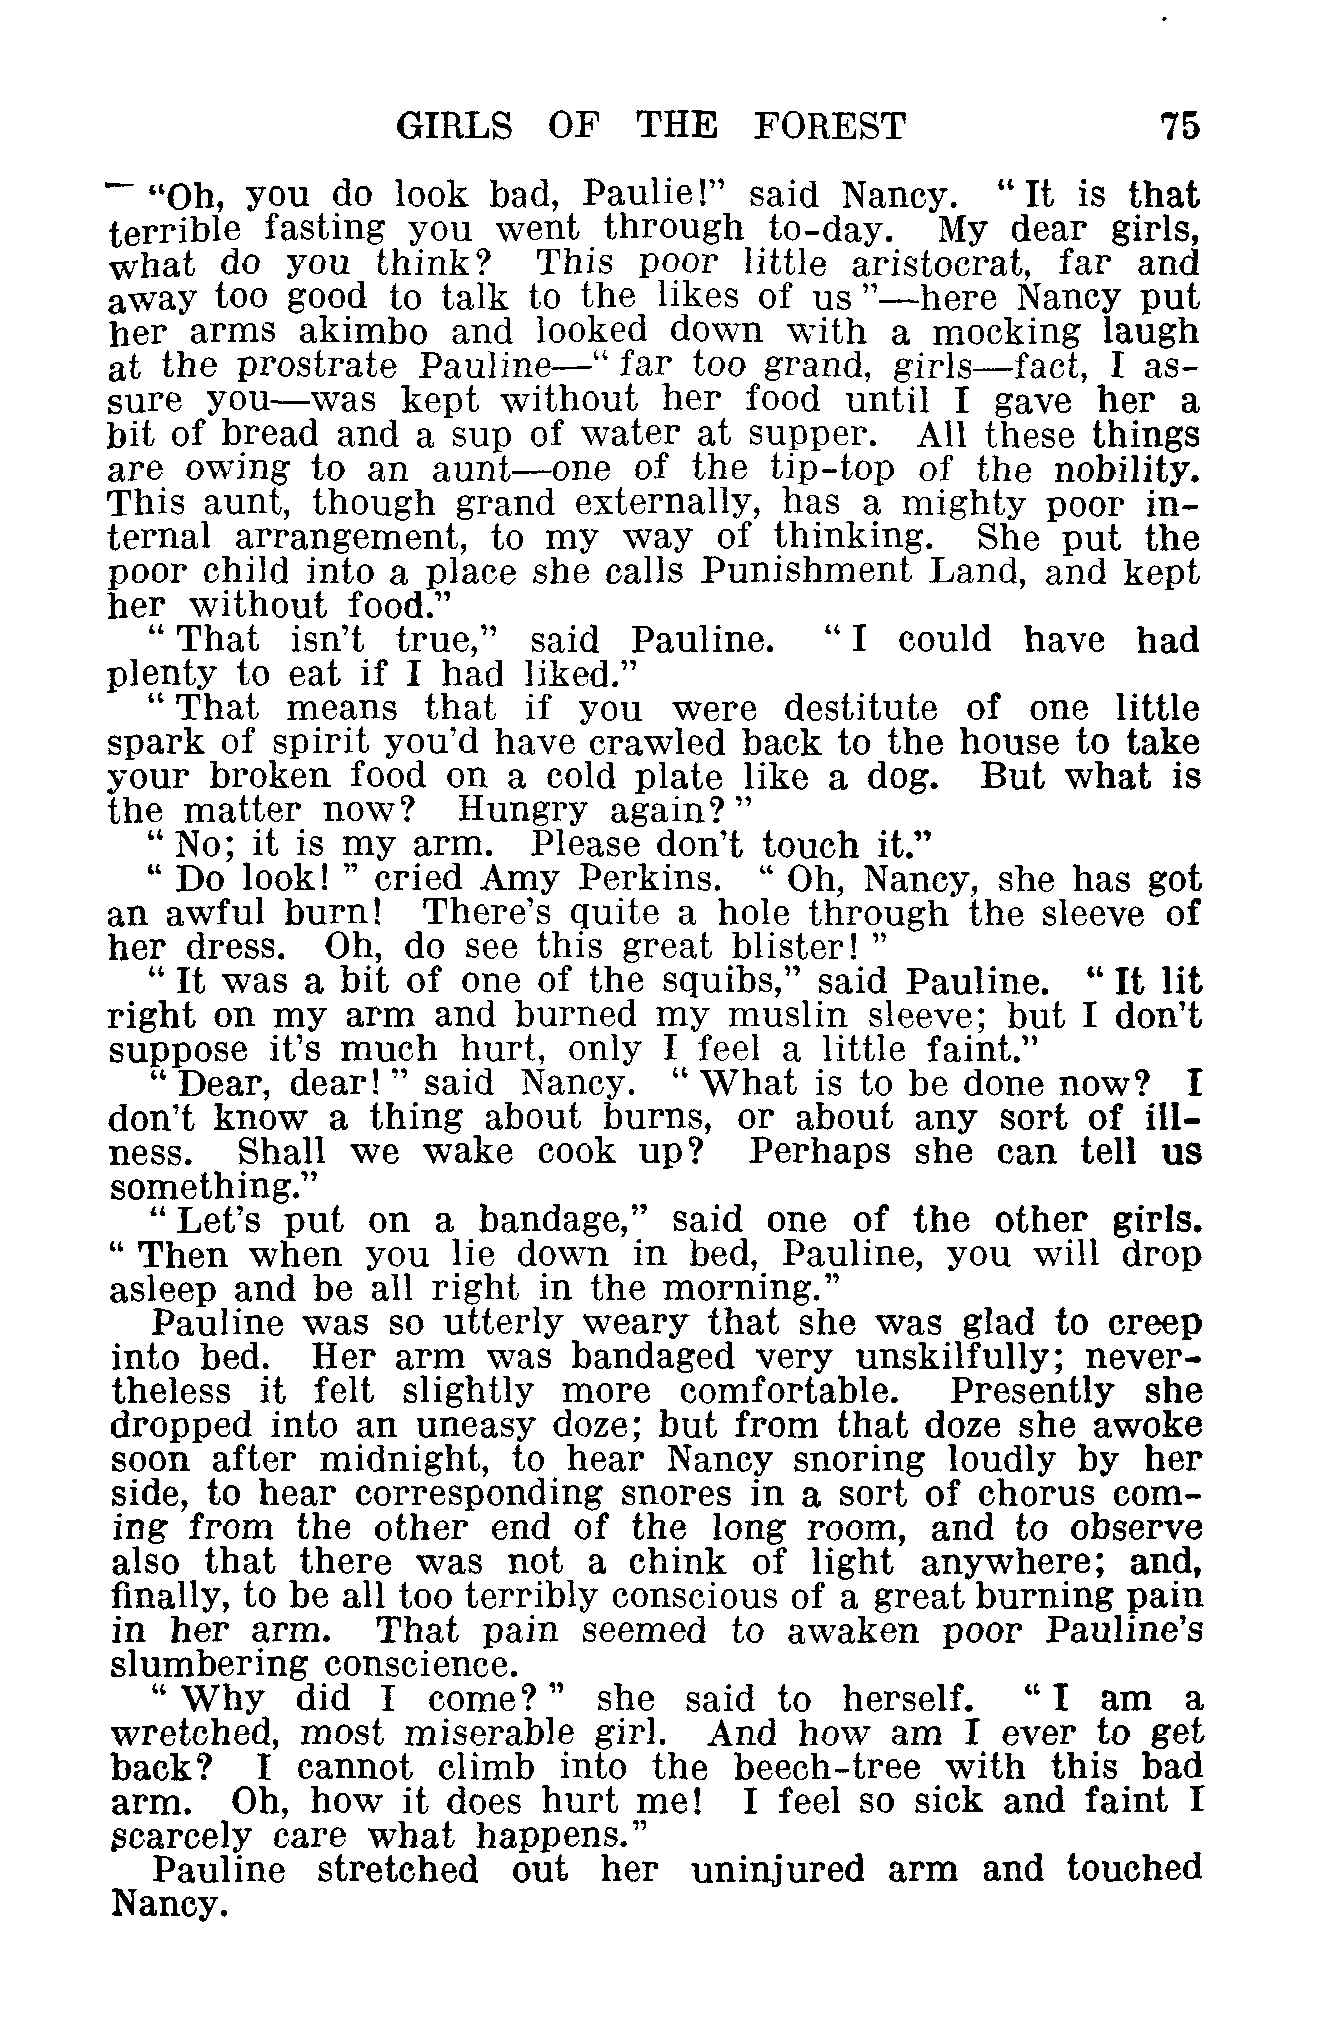 GIRLS OF THE FOREST 75
“Oh, you do look bad, Paulie!” said Nancy. “It is that
terrible fasting you went through to-day. My dear girls,
what do you think? This poor little aristocrat, far and
away too good to talk to the likes of us”—here Nancy put
her arms akimbo and looked down with a mocking laugh
at the prostrate Pauline—“far too grand, girls—fact, I as-
sure you—was kept without her food until I gave her a
bit of bread and a sup of water at supper. All these things
are owing to an aunt—one of the tip-top of the nobility.
This aunt, though grand externally, has a mighty poor in-
ternal arrangement, to my way of thinking. She put the
poor child into a place she calls Punishment Land, and kept
her without food.”
“That isn’t true,” said Pauline. “I could have had
plenty to eat if I had liked.”
“That means that if you were destitute of one little
spark of spirit you’d have crawled back to the house to take
your broken food on a cold plate like a dog. But what is
the matter now? Hungry again?”
“No; it is my arm. Please don’t touch it.”
“Do look!” cried Amy Perkins. “Oh, Nancy, she has got
an awful burn! There’s quite a hole through the sleeve of
her dress. Oh, do see this great blister!”
“It was a bit of one of the squibs,” said Pauline. “It lit
right on my arm and burned my muslin sleeve; but I don’t
suppose it’s much hurt, only I feel a little faint.”
“Dear, dear!” said Nancy. “What is to be done now? I
don’t know a thing about burns, or about any sort of ill-
ness. Shall we wake cook up? Perhaps she can tell us
something.”
“Let’s put on a bandage,” said one of the other girls.
“Then when you lie down in bed, Pauline, you will drop
asleep and be all right in the morning.”
Pauline was so utterly weary that she was glad to creep
into bed. Her arm was bandaged very unskilfully; never-
theless it felt slightly more comfortable. Presently she
dropped into an uneasy doze; but from that doze she awoke
soon after midnight, to hear Nancy snoring loudly by her
side, to hear corresponding snores in a sort of chorus com-
ing from the other end of the long room, and to observe
also that there was not a chink of light anywhere; and,
finally, to be all too terribly conscious of a great burning pain
in her arm. That pain seemed to awaken poor Pauline’s
slumbering conscience.
“Why did I come?” she said to herself. “I am a
wretched, most miserable girl. And how am I ever to get
back? I cannot climb into the beech-tree with this bad
arm. Oh, how it does hurt me! I feel so sick and faint I
scarcely care what happens.”
Pauline stretched out her uninjured arm and touched
Nancy.